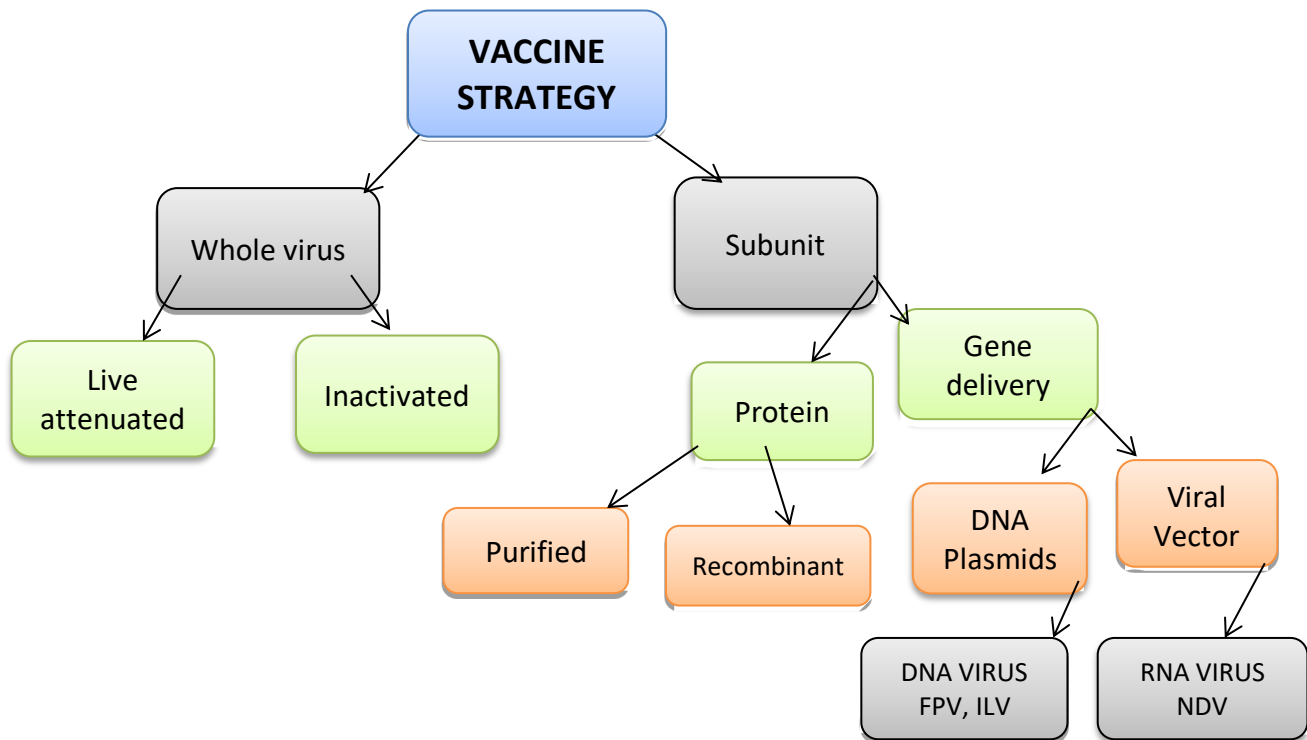 VACCINE
STRATEGY
Whole virus
Subunit
Live
attenuated
Inactivated
Protein
Gene
delivery
Purified
Recombinant
DNA
Plasmids
Viral
Vector
DNA VIRUS
FPV, ILV
RNA VIRUS
NDV